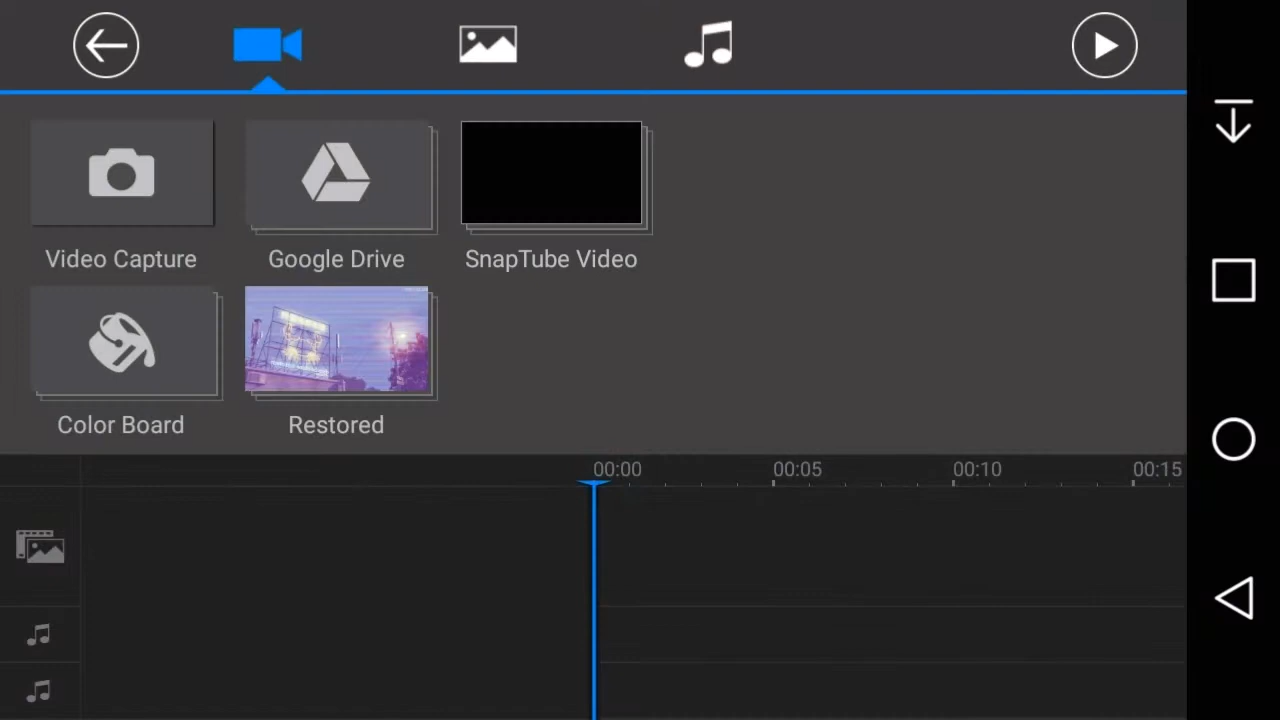 Video Capture
Google Drive
SnapTube Video
Color Board
Restored
00:00
00:05
00:10
00:15